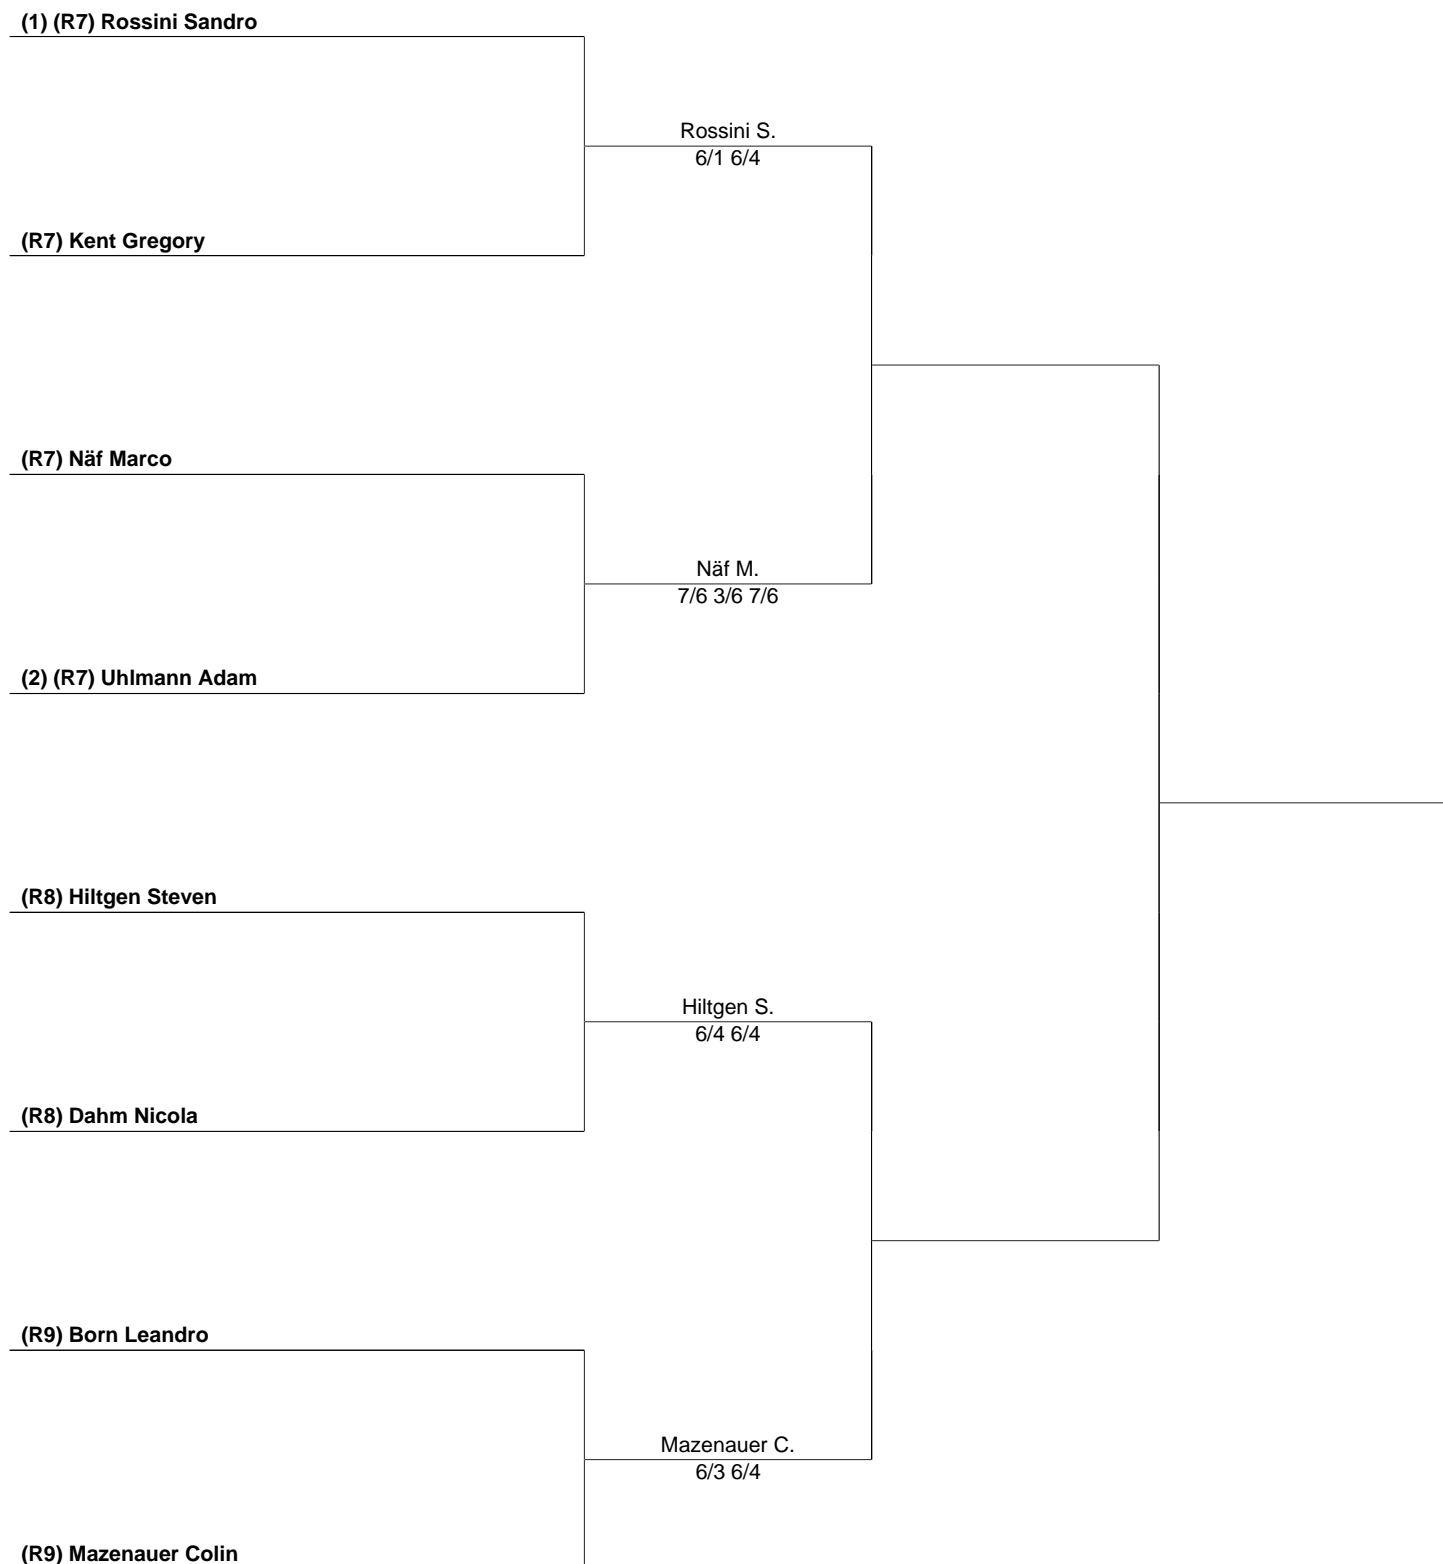 (1) (R7) Rossini Sandro
Rossini S.
6/1 6/4
(R7) Kent Gregory
(R7) Näf Marco
Näf M.
7/6 3/6 7/6
(2) (R7) Uhlmann Adam
(R8) Hiltgen Steven
Hiltgen S.
6/4 6/4
(R8) Dahm Nicola
(R9) Born Leandro
Mazenauer C.
6/3 6/4
(R9) Mazenauer Colin